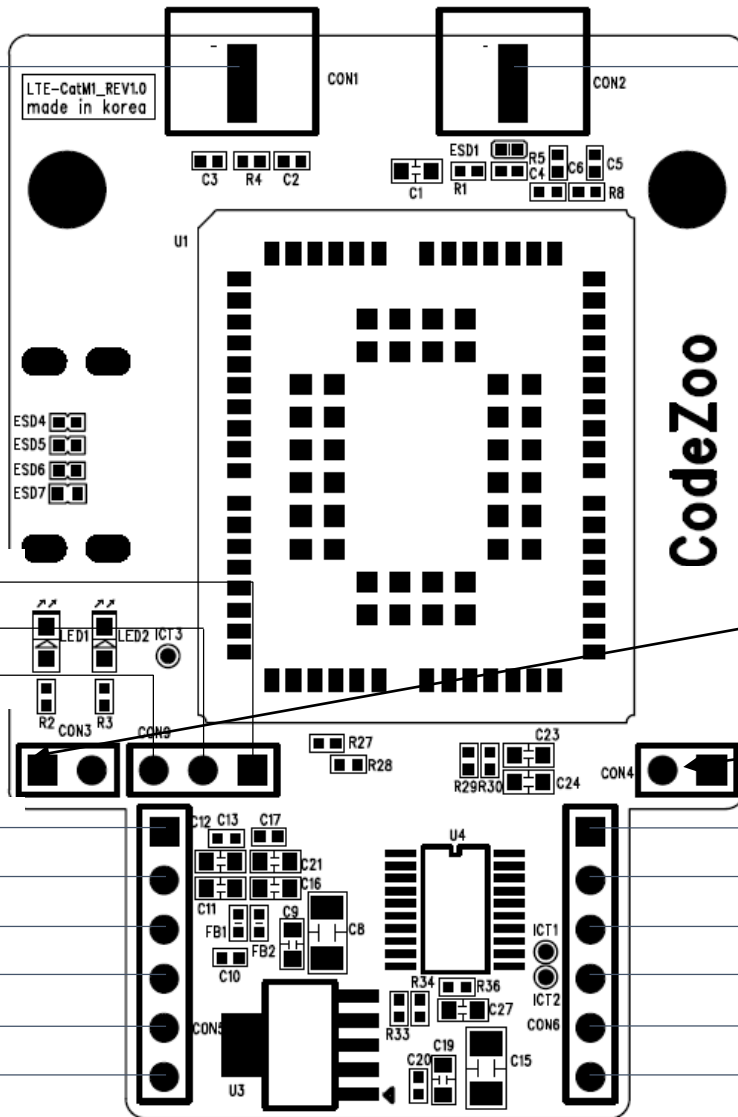 CON1
CON2
LTE-CatM1_REV1.0
made in korea
ESD1
R5
C3
R4
C2
C1
R1
C4
C6
C5
R8
U1
CodeZoo
ESD4
ESD5
ESD6
ESD7
LED1
LED2
ICT3
R2
R3
CON3
CON9
R27
R28
C23
R29
R30
C24
CON4
C12
C13
C17
U4
C21
C16
C11
C9
C8
FB1
FB2
C10
ICT1
ICT2
R34
R36
C27
R33
CON5
CON6
C20
C19
C15
U3